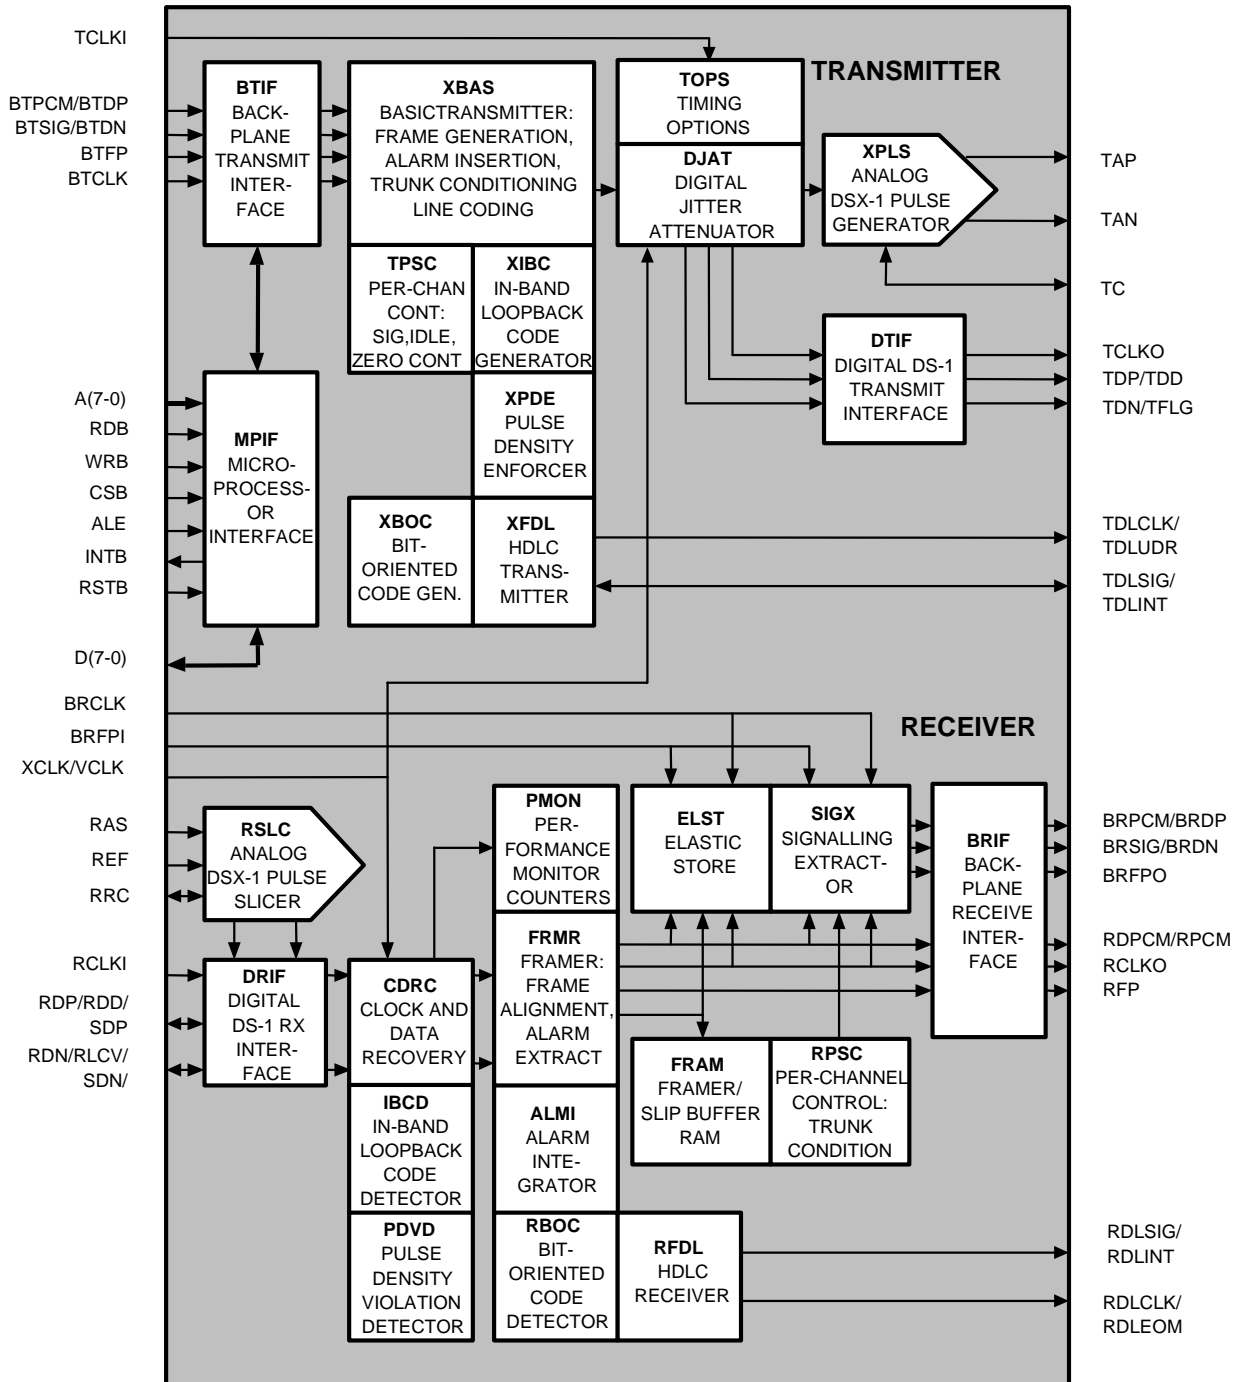 TCLKI
BTPCM/BTDP
BTSIG/BTDN
BTFP
BTCLK
BTIF
BACK-
PLANE
TRANSMIT
INTER-
FACE
XBAS
BASICTRANSMITTER:
FRAME GENERATION,
ALARM INSERTION,
TRUNK CONDITIONING
LINE CODING
TOPS
TIMING
OPTIONS
DJAT
DIGITAL
JITTER
ATTENUATOR
TRANSMITTER
XPLS
ANALOG
DSX-1 PULSE
GENERATOR
TAP
TAN
TC
TPSC
PER-CHAN
CONT:
SIG,IDLE,
ZERO CONT
XIBC
IN-BAND
LOOPBACK
CODE
GENERATOR
DTIF
DIGITAL DS-1
TRANSMIT
INTERFACE
TCLKO
TDP/TDD
TDN/TFLG
A(7-0)
RDB
WRB
CSB
ALE
INTB
RSTB
D(7-0)
MPIF
MICRO-
PROCESS-
OR
INTERFACE
XPDE
PULSE
DENSITY
ENFORCER
XBOC
BIT-
ORIENTED
CODE GEN.
XFDL
HDLC
TRANS-
MITTER
TDLCLK/
TDLUDR
TDLSIG/
TDLINT
BRCLK
BRFPI
XCLK/VCLK
RECEIVER
RAS
REF
RRC
RSLC
ANALOG
DSX-1 PULSE
SLICER
PMON
PER-
FORMANCE
MONITOR
COUNTERS
ELST
ELASTIC
STORE
SIGX
SIGNALLING
EXTRACT-
OR
BRIF
BACK-
PLANE
RECEIVE
INTER-
FACE
BRPCM/BRDP
BRSIG/BRDN
BRFPO
RDPCM/RPCM
RCLKO
RFP
RCLKI
RDP/RDD/
SDP
RDN/RLCV/
SDN/
DRIF
DIGITAL
DS-1 RX
INTER-
FACE
CDRC
CLOCK AND
DATA
RECOVERY
FRMR
FRAMER:
FRAME
ALIGNMENT,
ALARM
EXTRACT
FRAM
FRAMER/
SLIP BUFFER
RAM
RPSC
PER-CHANNEL
CONTROL:
TRUNK
CONDITION
IBCD
IN-BAND
LOOPBACK
CODE
DETECTOR
ALMI
ALARM
INTE-
GRATOR
PDVD
PULSE
DENSITY
VIOLATION
DETECTOR
RBOC
BIT-
ORIENTED
CODE
DETECTOR
RFDL
HDLC
RECEIVER
RDLSIG/
RDLINT
RDLCLK/
RDLEOM